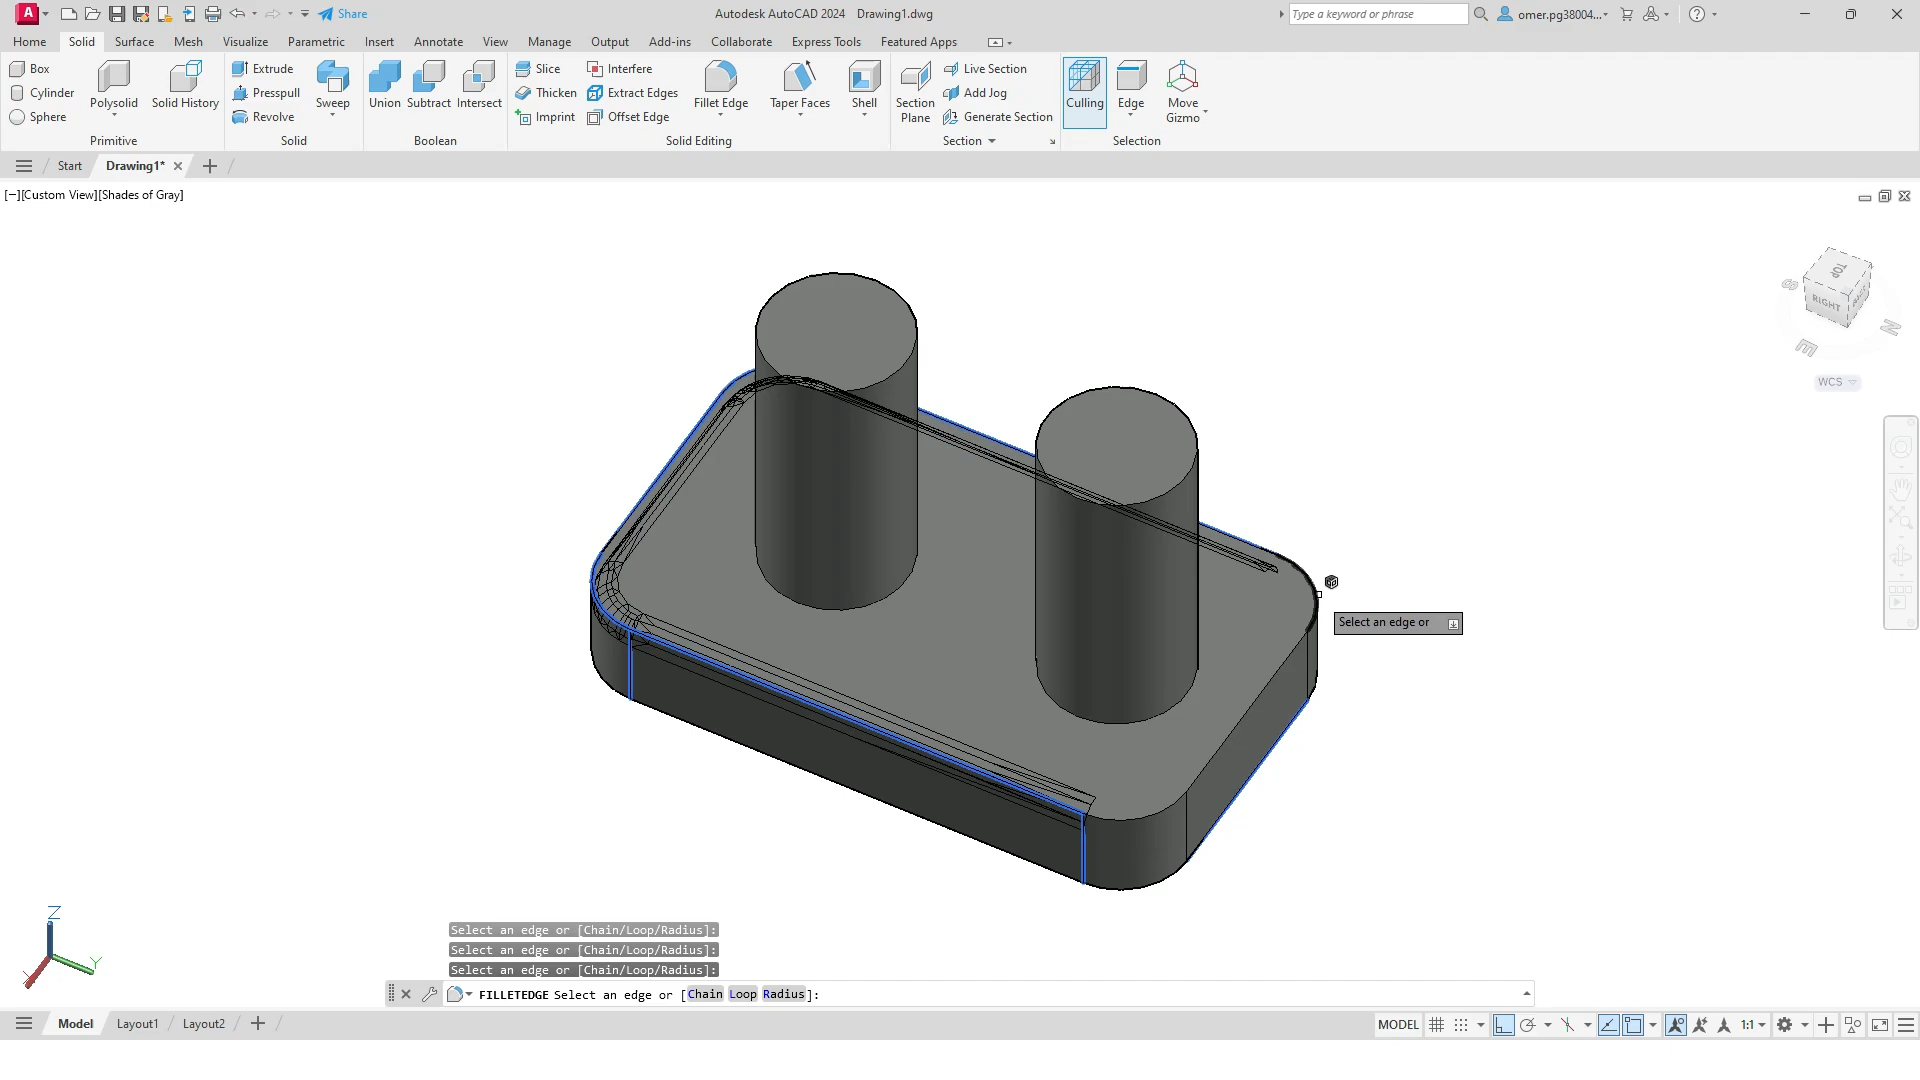 A Share Autodesk AutoCAD 2024 Drawing1.dwg Type a keyword or phrase omer.pg38004...
Home Solid Surface Mesh Visualize Parametric Insert Annotate View Manage Output Add-ins Collaborate Express Tools Featured Apps
Box
Cylinder
Sphere
Polysolid
Solid History
Primitive
Extrude
Presspull
Revolve
Sweep
Solid
Union
Subtract
Intersect
Boolean
Slice
Thicken
Imprint
Interfere
Extract Edges
Offset Edge
Fillet Edge
Taper Faces
Shell
Solid Editing
Section
Plane
Live Section
Add Jog
Generate Section
Section
Culling
Edge
Move
Gizmo
Selection
Start Drawing1*
[−][Custom View][Shades of Gray]
TOP
RIGHT
BACK
S
N
E
WCS
Select an edge or
Z
Y
X
Select an edge or [Chain/Loop/Radius]:
Select an edge or [Chain/Loop/Radius]:
Select an edge or [Chain/Loop/Radius]:
FILLETEDGE Select an edge or [Chain Loop Radius]:
Model Layout1 Layout2 MODEL 1:1